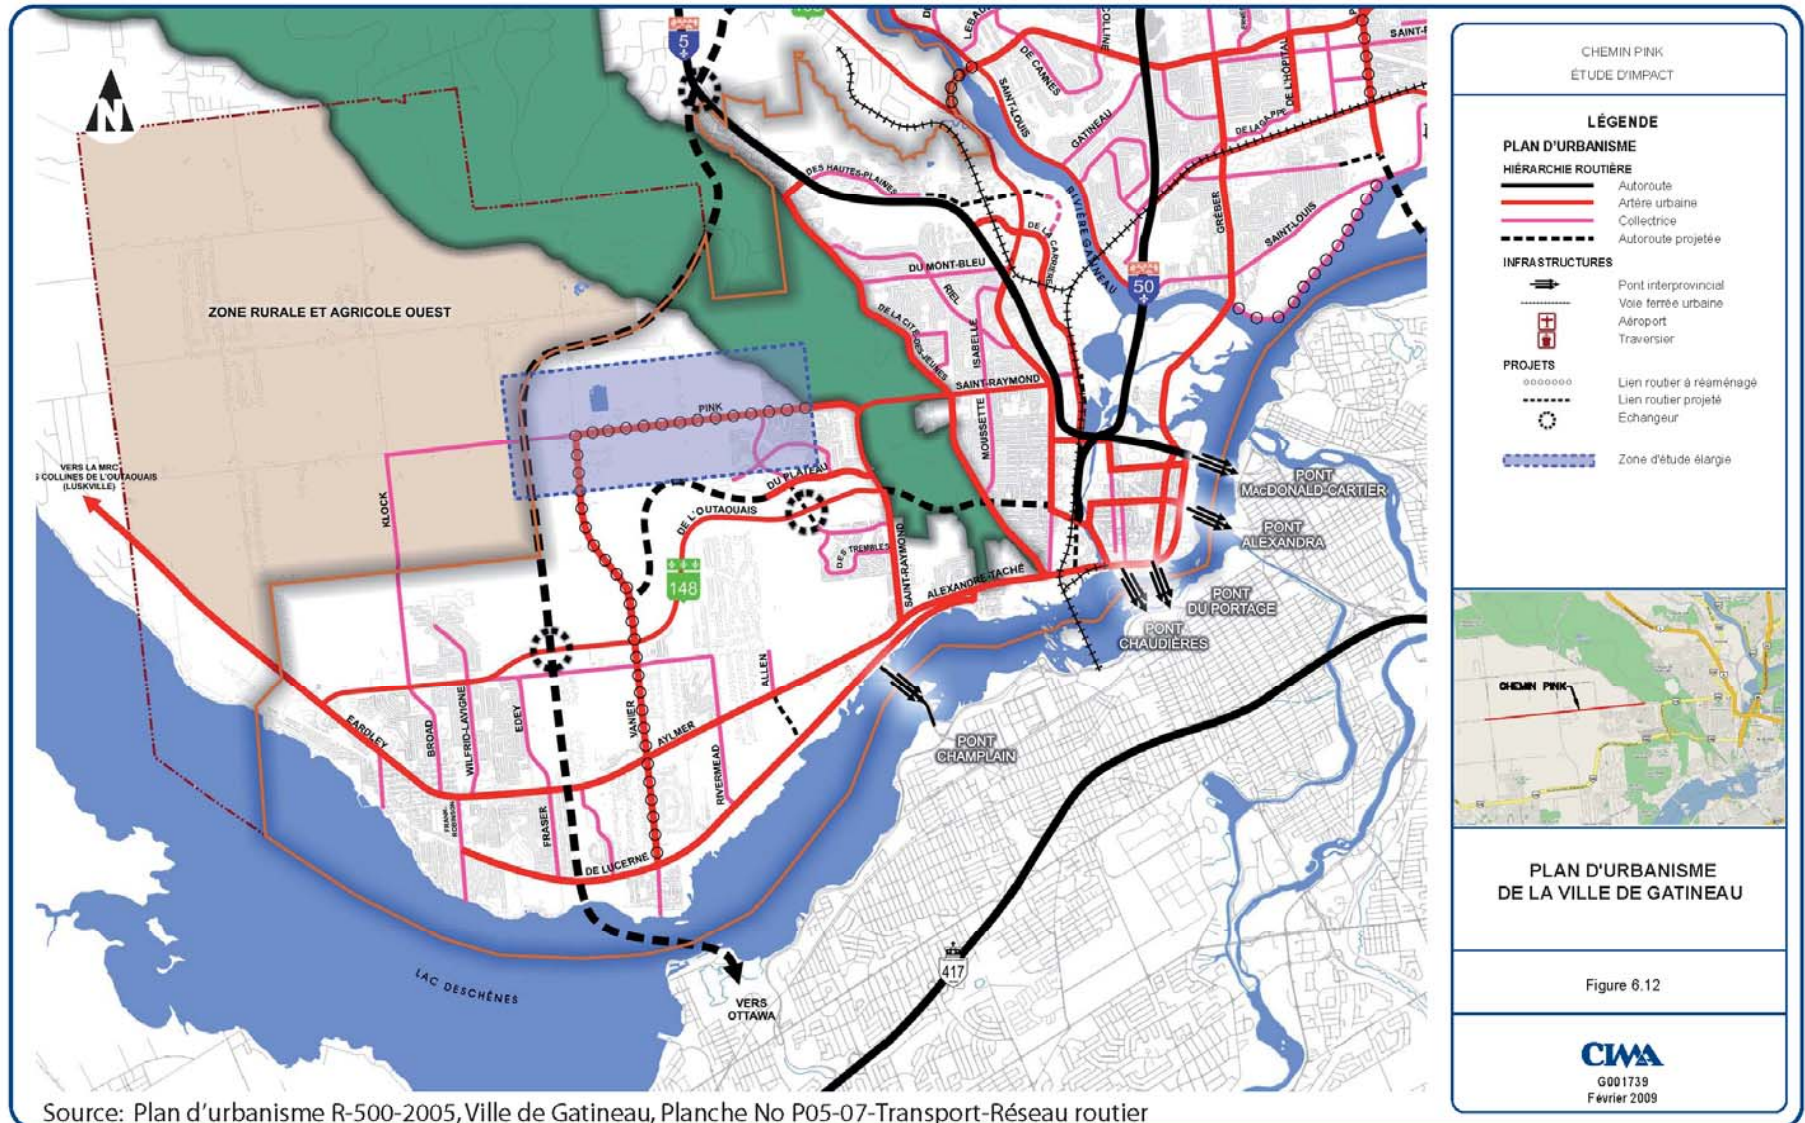 5
DE CANNES
COLLINE
SAINT-LOUIS
GATINEAU
DE L'HÔPITAL
DE LA GAPPE
GRÉBER
SAINT-LOUIS
DES HAUTES-PLAINES
RIVIÈRE GATINEAU
DE LA CARRIÈRE
DU MONT-BLEU
RIEL
50
DE LA CITÉ-DES-JEUNES
ISABELLE
SAINT-RAYMOND
MOUSSETTE
ZONE RURALE ET AGRICOLE OUEST
PINK
VERS LA MRC
COLLINES DE L'OUTAOUAIS
(LUSKVILLE)
KLOCK
DU PLATEAU
DE L'OUTAOUAIS
DES TREMBLES
SAINT-RAYMOND
148
ALEXANDRE-TACHÉ
PONT
MACDONALD-CARTIER
PONT
ALEXANDRA
PONT
DU PORTAGE
PONT
CHAUDIÈRES
PONT
CHAMPLAIN
ALLEN
EARDLEY
BROAD
WILFRID-LAVIGNE
EDEY
VANIER
AYLMER
RIVERMEAD
FRANK-
ROBINSON
FRASER
DE LUCERNE
LAC DESCHÊNES
VERS
OTTAWA
417
N
CHEMIN PINK
ÉTUDE D'IMPACT
LÉGENDE
PLAN D'URBANISME
HIÉRARCHIE ROUTIÈRE
Autoroute
Artère urbaine
Collectrice
Autoroute projetée
INFRASTRUCTURES
Pont interprovincial
Voie ferrée urbaine
Aéroport
Traversier
PROJETS
Lien routier à réaménagé
Lien routier projeté
Échangeur
Zone d'étude élargie
CHEMIN PINK
PLAN D'URBANISME
DE LA VILLE DE GATINEAU
Figure 6.12
CIMA
G001739
Février 2009
Source: Plan d'urbanisme R-500-2005, Ville de Gatineau, Planche No P05-07-Transport-Réseau routier